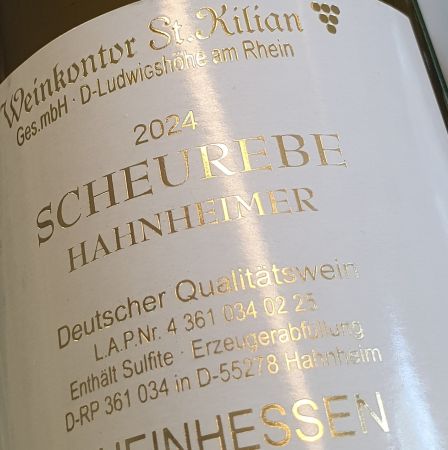 Weinkontor St. Kilian
Ges.mbH · D-Ludwigshöhe am Rhein
2024
SCHEUREBE
HAHNHEIMER
Deutscher Qualitätswein
L.A.P.Nr. 4 361 034 02 25
Enthält Sulfite · Erzeugerabfüllung
D-RP 361 034 in D-55278 Hahnheim
HEINHESSEN